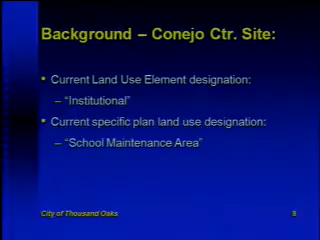 Background – Conejo Ctr. Site:
▪ Current Land Use Element designation:
– “Institutional”
▪ Current specific plan land use designation:
– “School Maintenance Area”
City of Thousand Oaks